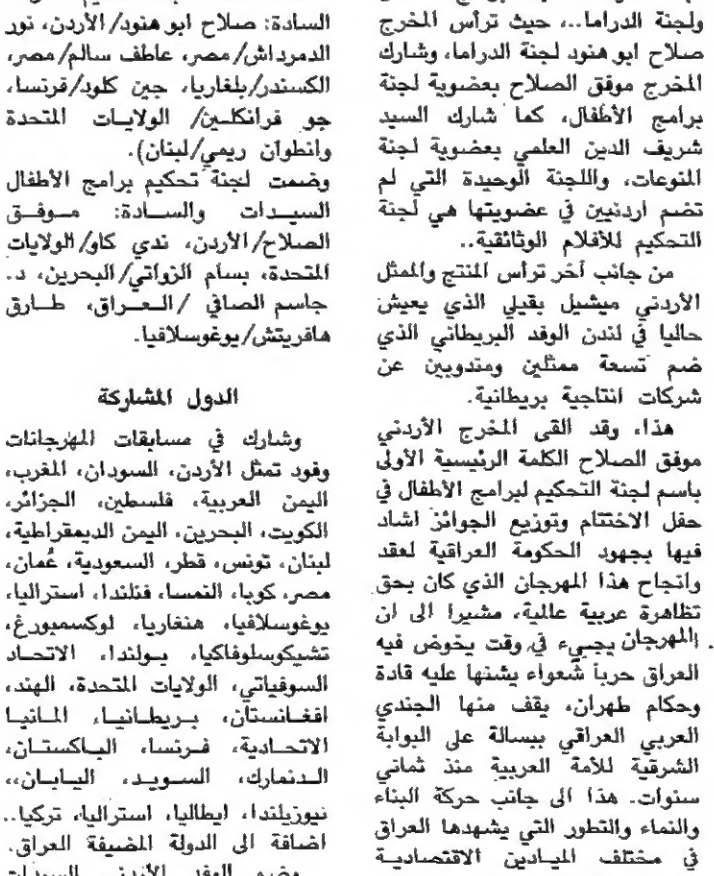 ولجنة الدراما..، حيث ترأس المخرج
صلاح ابو هنود لجنة الدراما، وشارك
المخرج موفق الصلاح بعضوية لجنة
برامج الأطفال، كما شارك السيد
شريف الدين العلمي بعضوية لجنة
المنوعات، واللجنة الوحيدة التي لم
تضم اردنيين في عضويتها هي لجنة
التحكيم للأفلام الوثائقية..
من جانب آخر ترأس المنتج والممثل
الأردني ميشيل بقيلي الذي يعيش
حاليا في لندن الوفد البريطاني الذي
ضم تسعة ممثلين ومندوبين عن
شركات انتاجية بريطانية.
هذا، وقد القى المخرج الأردني
موفق الصلاح الكلمة الرئيسية الأولى
باسم لجنة التحكيم لبرامج الأطفال في
حفل الاختتام وتوزيع الجوائز اشاد
فيها بجهود الحكومة العراقية لعقد
وانجاح هذا المهرجان الذي كان بحق
تظاهرة عربية عالية، مشيرا الى ان
المهرجان يجيء في وقت يخوض فيه
العراق حرباً شعواء يشنها عليه قادة
وحكام طهران، يقف منها الجندي
العربي العراقي ببسالة على البوابة
الشرقية للأمة العربية منذ ثماني
سنوات. هذا الى جانب حركة البناء
والنماء والتطور التي يشهدها العراق
في مختلف الميادين الاقتصادية
السادة: صلاح ابو هنود/الأردن، نور
الدمرداش/مصر، عاطف سالم/مصر،
الكسندر/بلغاريا، جين كلود/فرنسا،
جو فرانكلين/ الولايات المتحدة
وانطوان ريمي/لبنان).
وضمت لجنة تحكيم برامج الأطفال
السيدات والسادة: موفق
الصلاح/الأردن، ندي كاو/الولايات
المتحدة، بسام الزواتي/البحرين، د.
جاسم الصافي /العراق، طارق
هافريتش/يوغوسلافيا.
الدول المشاركة
وشارك في مسابقات المهرجانات
وفود تمثل الأردن، السودان، المغرب،
اليمن العربية، فلسطين، الجزائر،
الكويت، البحرين، اليمن الديمقراطية،
لبنان، تونس، قطر، السعودية، عُمان،
مصر، كوبا، النمسا، فنلندا، استراليا،
يوغوسلافيا، هنغاريا، لوكسمبورغ،
تشيكوسلوفاكيا، بولندا، الاتحاد
السوفياتي، الولايات المتحدة، الهند،
افغانستان، بريطانيا، المانيا
الاتحادية، فرنسا، الباكستان،
الدنمارك، السويد، اليابان،،
نيوزيلندا، ايطاليا، استراليا، تركيا..
اضافة الى الدولة المضيفة العراق.